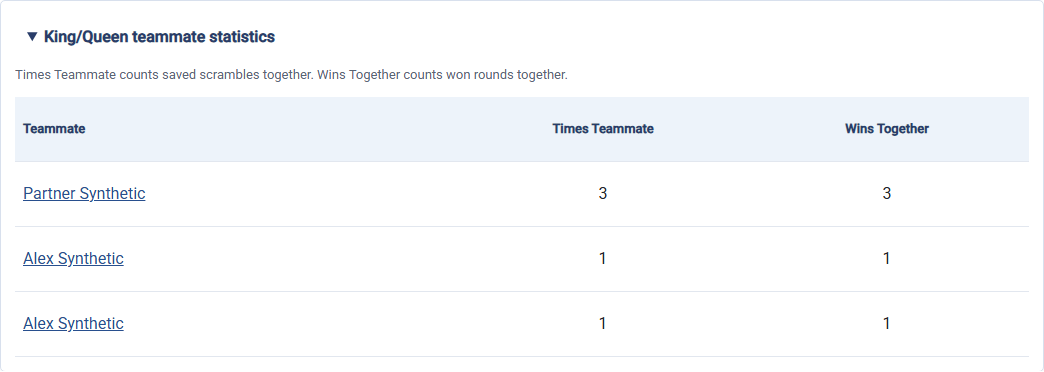 ▼ King/Queen teammate statistics
Times Teammate counts saved scrambles together. Wins Together counts won rounds together.
Teammate Times Teammate Wins Together
Partner Synthetic 3 3
Alex Synthetic 1 1
Alex Synthetic 1 1